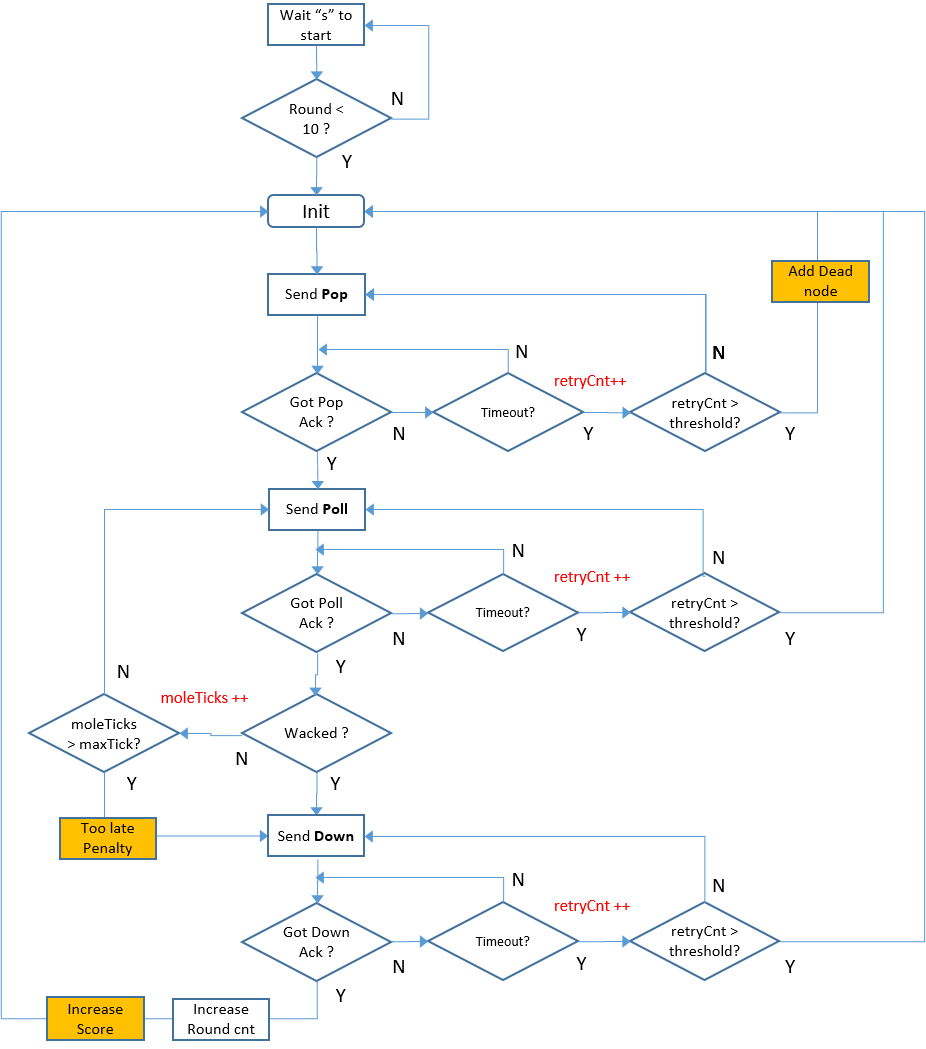 Wait “s” to
start
Round <
10 ?
N
Y
Init
Add Dead
node
Send Pop
N
N
retryCnt++
Got Pop
Ack ?
Timeout?
retryCnt >
threshold?
N
Y
Y
Y
Send Poll
N
N
retryCnt ++
Got Poll
Ack ?
Timeout?
retryCnt >
threshold?
N
Y
Y
Y
N
moleTicks ++
moleTicks
> maxTick?
Wacked ?
N
Y
Y
Too late
Penalty
Send Down
N
N
retryCnt ++
Got Down
Ack ?
Timeout?
retryCnt >
threshold?
N
Y
Y
Y
Increase
Score
Increase
Round cnt